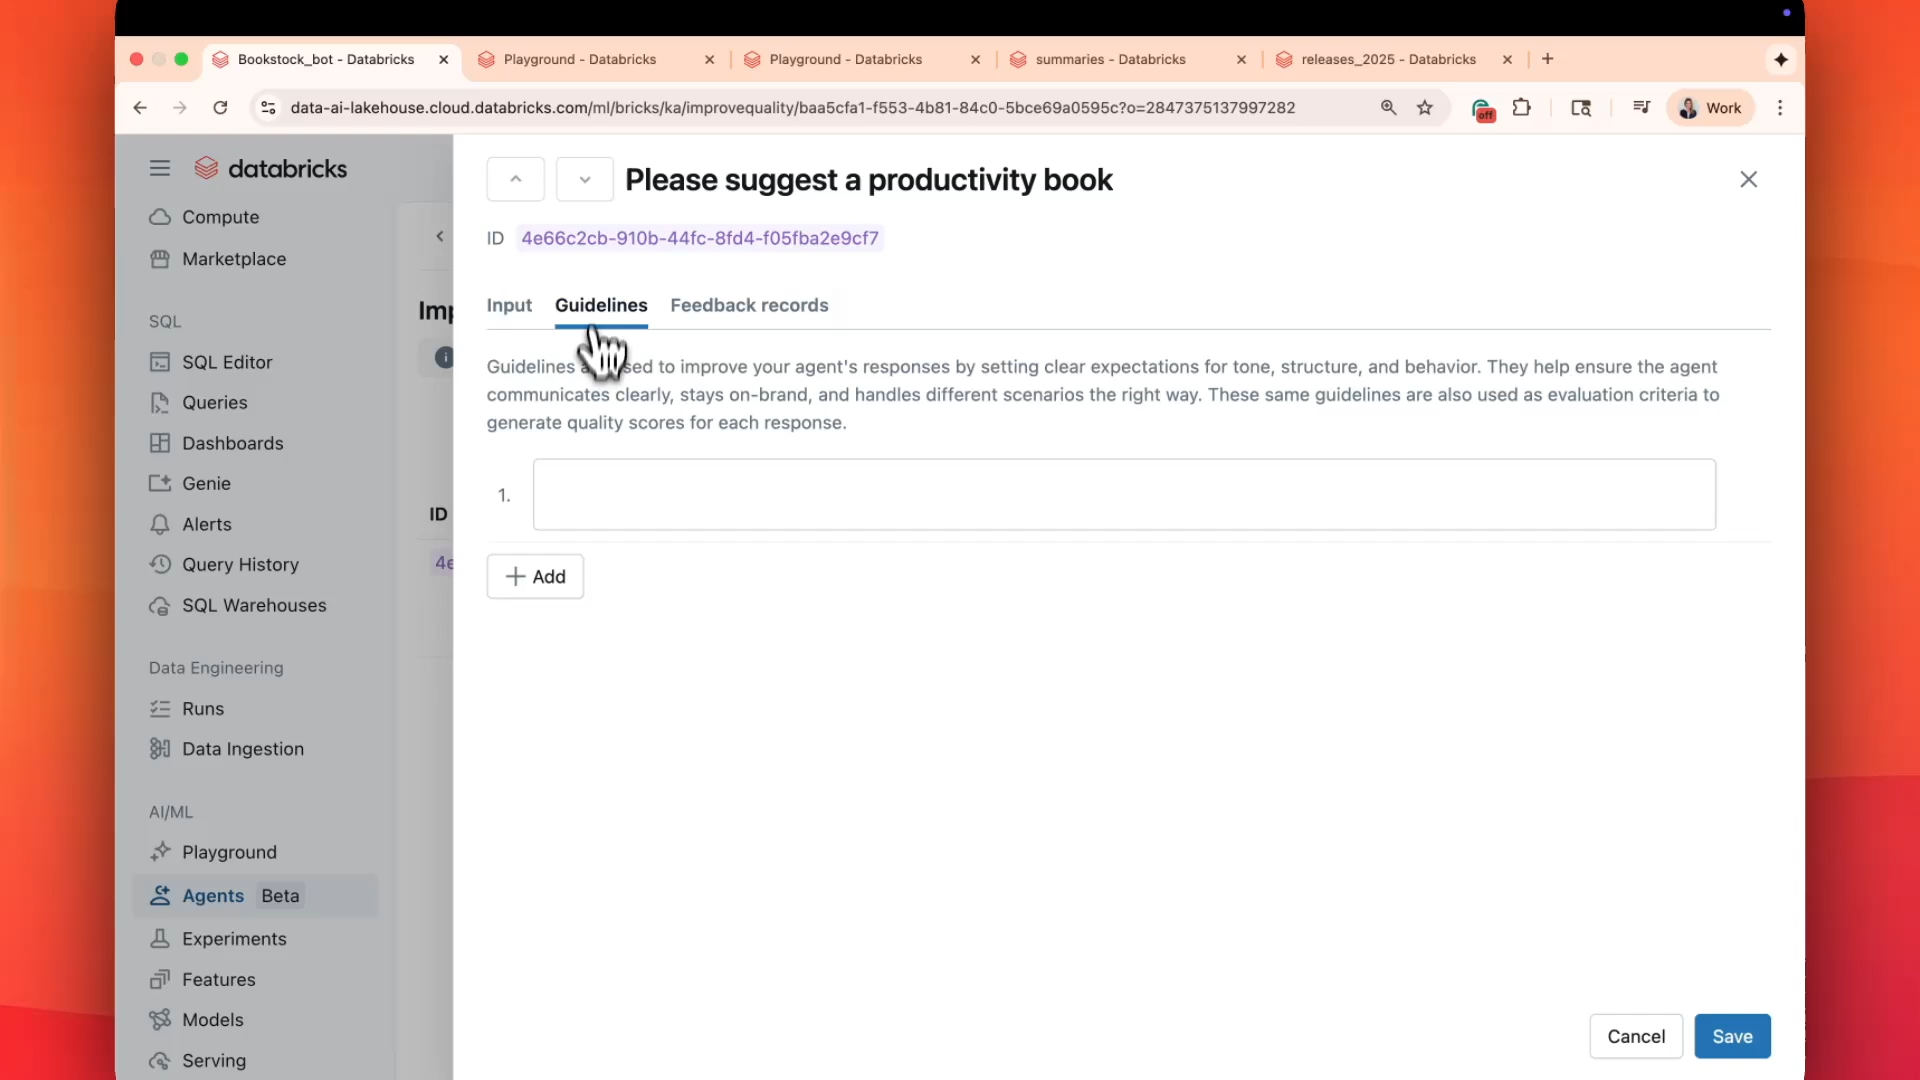 Bookstock_bot - Databricks
Playground - Databricks
Playground - Databricks
summaries - Databricks
releases_2025 - Databricks
data-ai-lakehouse.cloud.databricks.com/ml/bricks/ka/improvequality/baa5cfa1-f553-4b81-84c0-5bce69a0595c?o=2847375137997282
off
Work
databricks
Compute
Marketplace
SQL
SQL Editor
Queries
Dashboards
Genie
Alerts
Query History
SQL Warehouses
Data Engineering
Runs
Data Ingestion
AI/ML
Playground
Agents Beta
Experiments
Features
Models
Serving
Imp
ID
4e
Please suggest a productivity book
ID 4e66c2cb-910b-44fc-8fd4-f05fba2e9cf7
Input Guidelines Feedback records
Guidelines a sed to improve your agent's responses by setting clear expectations for tone, structure, and behavior. They help ensure the agent
communicates clearly, stays on-brand, and handles different scenarios the right way. These same guidelines are also used as evaluation criteria to
generate quality scores for each response.
1.
Add
Cancel
Save